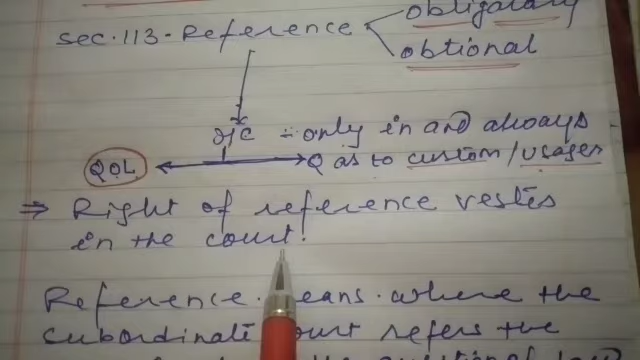 obligatary
Sec. 113 - Reference
obtional
H/C - only in and always
QOL Q as to custom/usages
⇒ Right of reference vestes
in the court.
Reference means where the
subordinate court refers the